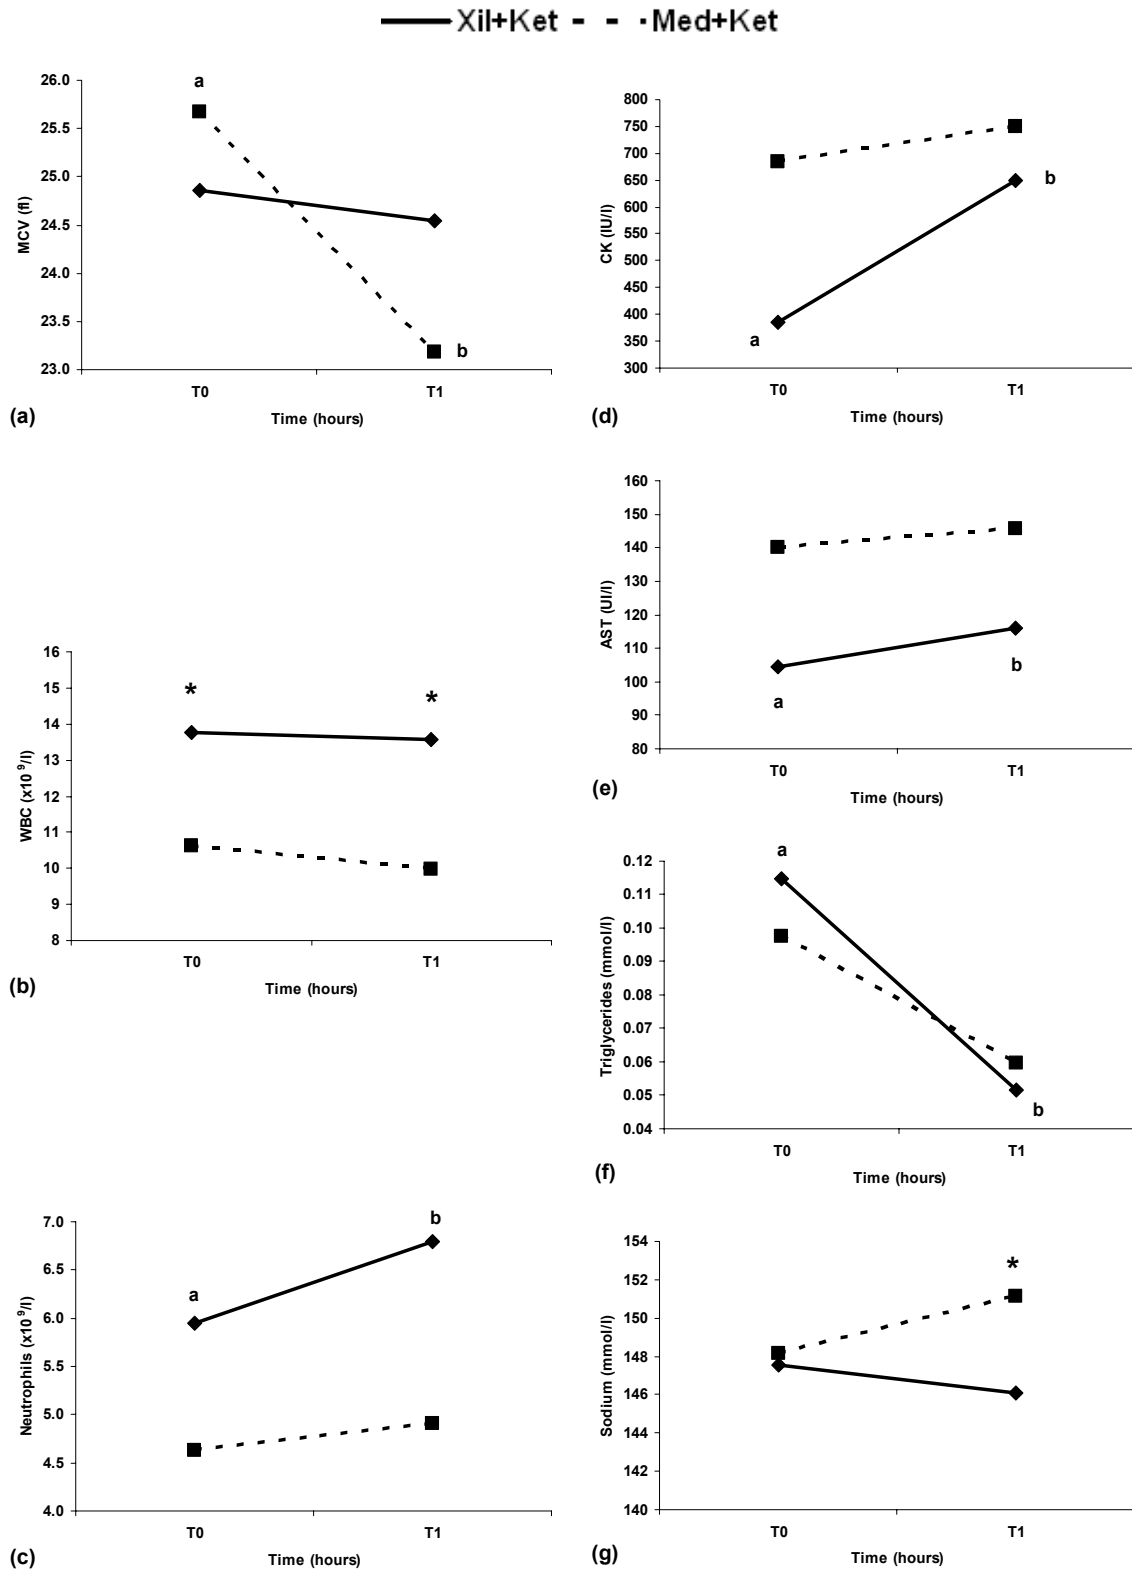 Xil+Ket Med+Ket
26.0
25.5
25.0
24.5
24.0
23.5
23.0
MCV (fl)
a
b
T0 T1
Time (hours)
(a)
16
15
14
13
12
11
10
9
8
WBC (x10 9/l)
* *
T0 T1
Time (hours)
(b)
7.0
6.5
6.0
5.5
5.0
4.5
4.0
Neutrophils (x10 9/l)
a
b
T0 T1
Time (hours)
(c)
800
750
700
650
600
550
500
450
400
350
300
CK (IU/l)
a
b
T0 T1
Time (hours)
(d)
160
150
140
130
120
110
100
90
80
AST (UI/l)
a
b
T0 T1
Time (hours)
(e)
0.12
0.11
0.10
0.09
0.08
0.07
0.06
0.05
0.04
Triglycerides (mmol/l)
a
b
T0 T1
Time (hours)
(f)
154
152
150
148
146
144
142
140
Sodium (mmol/l)
*
T0 T1
Time (hours)
(g)